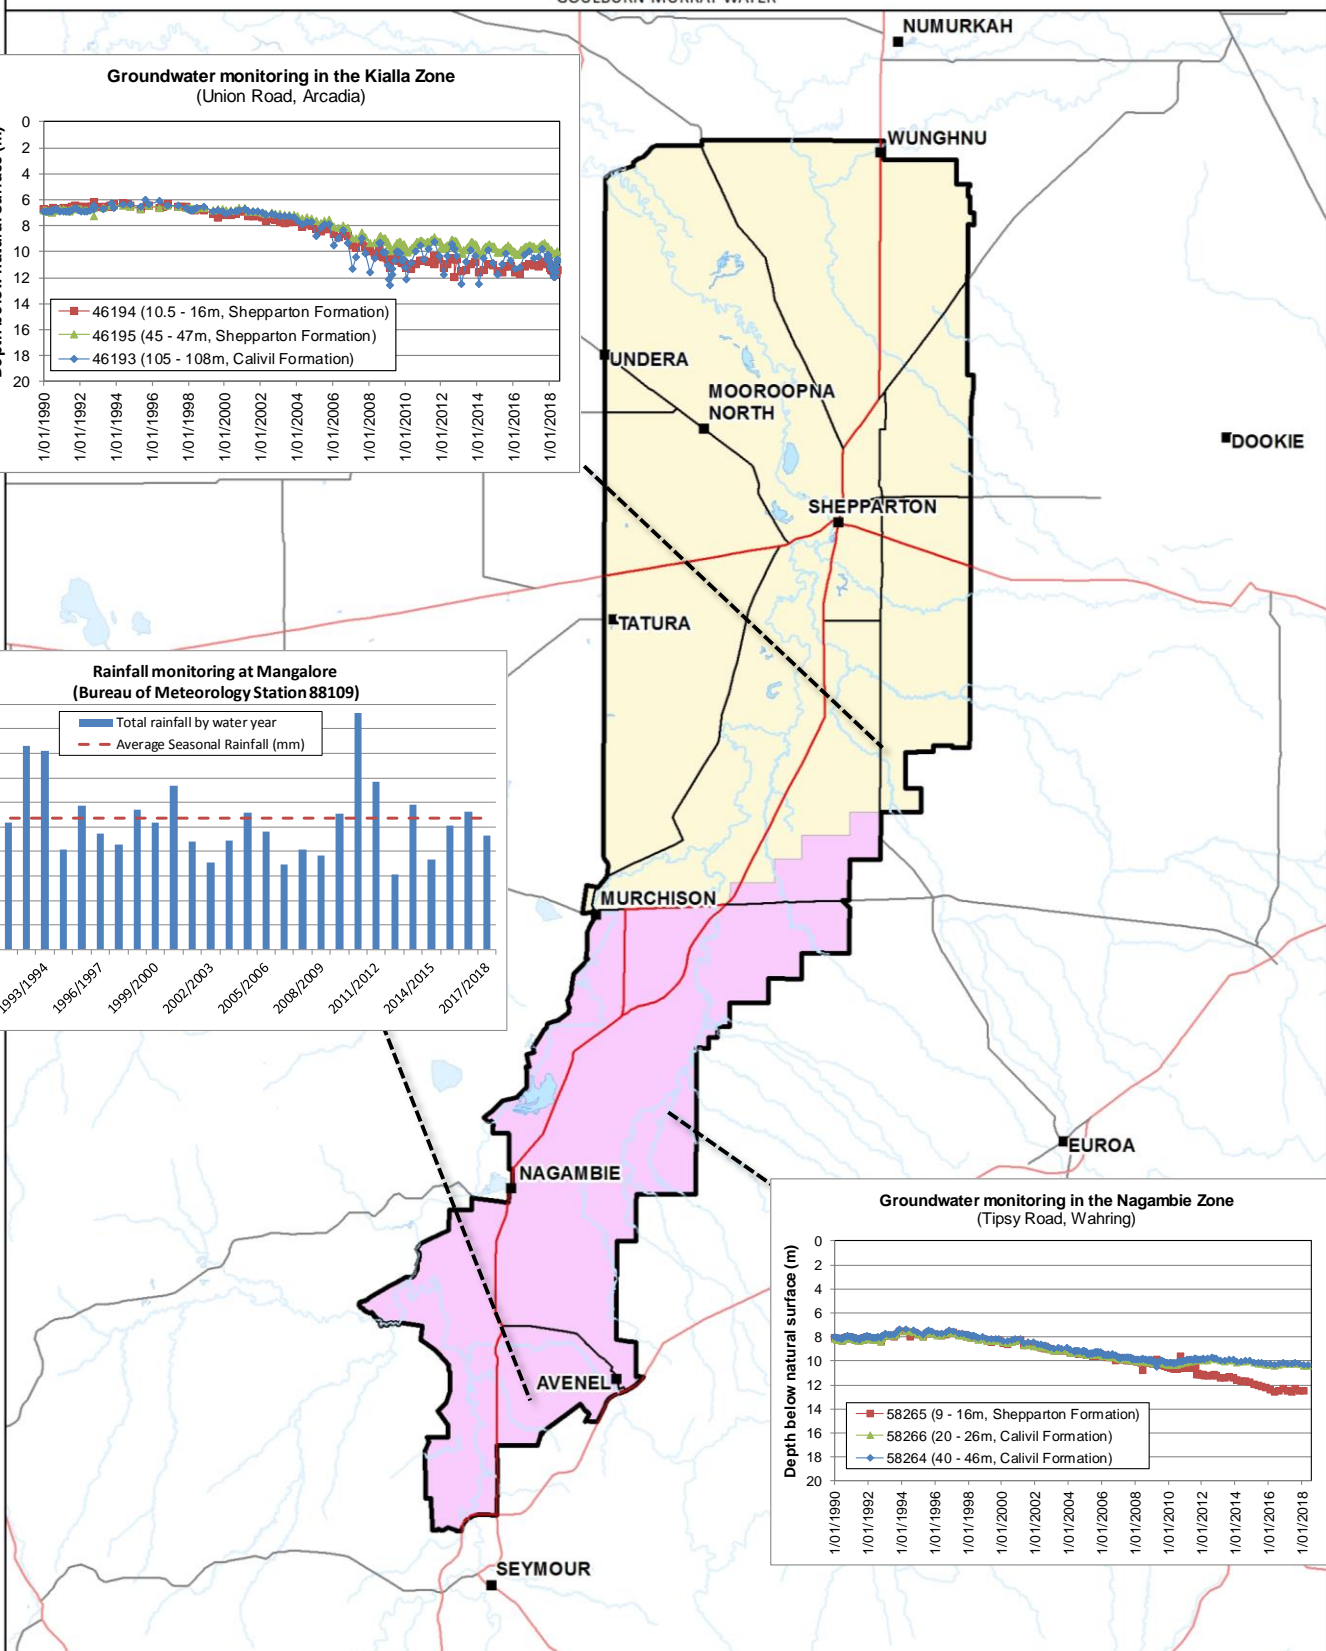 NUMURKAH
Groundwater monitoring in the Kialla Zone
(Union Road, Arcadia)
0
2
4
6
8
10
12
14
16
18
20
46194 (10.5 - 16m, Shepparton Formation)
46195 (45 - 47m, Shepparton Formation)
46193 (105 - 108m, Calivil Formation)
1/01/1990
1/01/1992
1/01/1994
1/01/1996
1/01/1998
1/01/2000
1/01/2002
1/01/2004
1/01/2006
1/01/2008
1/01/2010
1/01/2012
1/01/2014
1/01/2016
1/01/2018
WUNGHNU
UNDERA
MOOROOPNA
NORTH
DOOKIE
SHEPPARTON
TATURA
Rainfall monitoring at Mangalore
(Bureau of Meteorology Station 88109)
Total rainfall by water year
Average Seasonal Rainfall (mm)
1993/1994
1996/1997
1999/2000
2002/2003
2005/2006
2008/2009
2011/2012
2014/2015
2017/2018
MURCHISON
EUROA
NAGAMBIE
Groundwater monitoring in the Nagambie Zone
(Tipsy Road, Wahring)
Depth below natural surface (m)
0
2
4
6
8
10
12
14
16
18
20
58265 (9 - 16m, Shepparton Formation)
58266 (20 - 26m, Calivil Formation)
58264 (40 - 46m, Calivil Formation)
1/01/1990
1/01/1992
1/01/1994
1/01/1996
1/01/1998
1/01/2000
1/01/2002
1/01/2004
1/01/2006
1/01/2008
1/01/2010
1/01/2012
1/01/2014
1/01/2016
1/01/2018
AVENEL
SEYMOUR